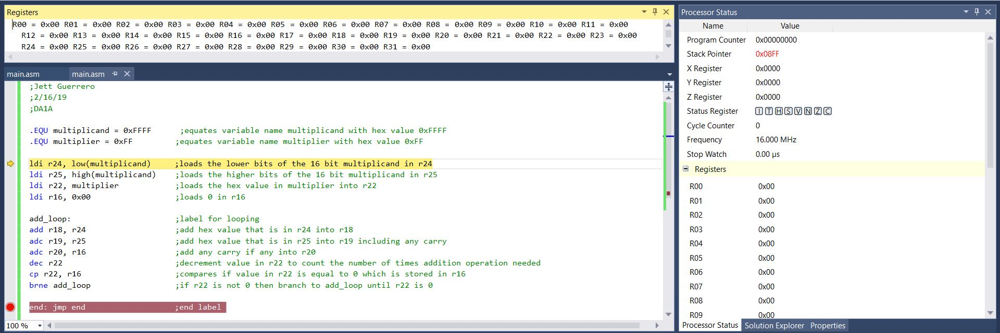 Registers
R00 = 0x00 R01 = 0x00 R02 = 0x00 R03 = 0x00 R04 = 0x00 R05 = 0x00 R06 = 0x00 R07 = 0x00 R08 = 0x00 R09 = 0x00 R10 = 0x00 R11 = 0x00
R12 = 0x00 R13 = 0x00 R14 = 0x00 R15 = 0x00 R16 = 0x00 R17 = 0x00 R18 = 0x00 R19 = 0x00 R20 = 0x00 R21 = 0x00 R22 = 0x00 R23 = 0x00
R24 = 0x00 R25 = 0x00 R26 = 0x00 R27 = 0x00 R28 = 0x00 R29 = 0x00 R30 = 0x00 R31 = 0x00
main.asm main.asm
;Jett Guerrero
;2/16/19
;DA1A
.EQU multiplicand = 0xFFFF ;equates variable name multiplicand with hex value 0xFFFF
.EQU multiplier = 0xFF ;equates variable name multiplier with hex value 0xFF
ldi r24, low(multiplicand) ;loads the lower bits of the 16 bit multiplicand in r24
ldi r25, high(multiplicand) ;loads the higher bits of the 16 bit multiplicand in r25
ldi r22, multiplier ;loads the hex value in multiplier into r22
ldi r16, 0x00 ;loads 0 in r16
add_loop: ;label for looping
add r18, r24 ;add hex value that is in r24 into r18
adc r19, r25 ;add hex value that is in r25 into r19 including any carry
adc r20, r16 ;add any carry if any into r20
dec r22 ;decrement value in r22 to count the number of times addition operation needed
cp r22, r16 ;compares if value in r22 is equal to 0 which is stored in r16
brne add_loop ;if r22 is not 0 then branch to add_loop until r22 is 0
end: jmp end ;end label
100 %
Processor Status
Name Value
Program Counter 0x00000000
Stack Pointer 0x08FF
X Register 0x0000
Y Register 0x0000
Z Register 0x0000
Status Register I T H S V N Z C
Cycle Counter 0
Frequency 16.000 MHz
Stop Watch 0.00 µs
Registers
R00 0x00
R01 0x00
R02 0x00
R03 0x00
R04 0x00
R05 0x00
R06 0x00
R07 0x00
R08 0x00
R09 0x00
Processor Status Solution Explorer Properties